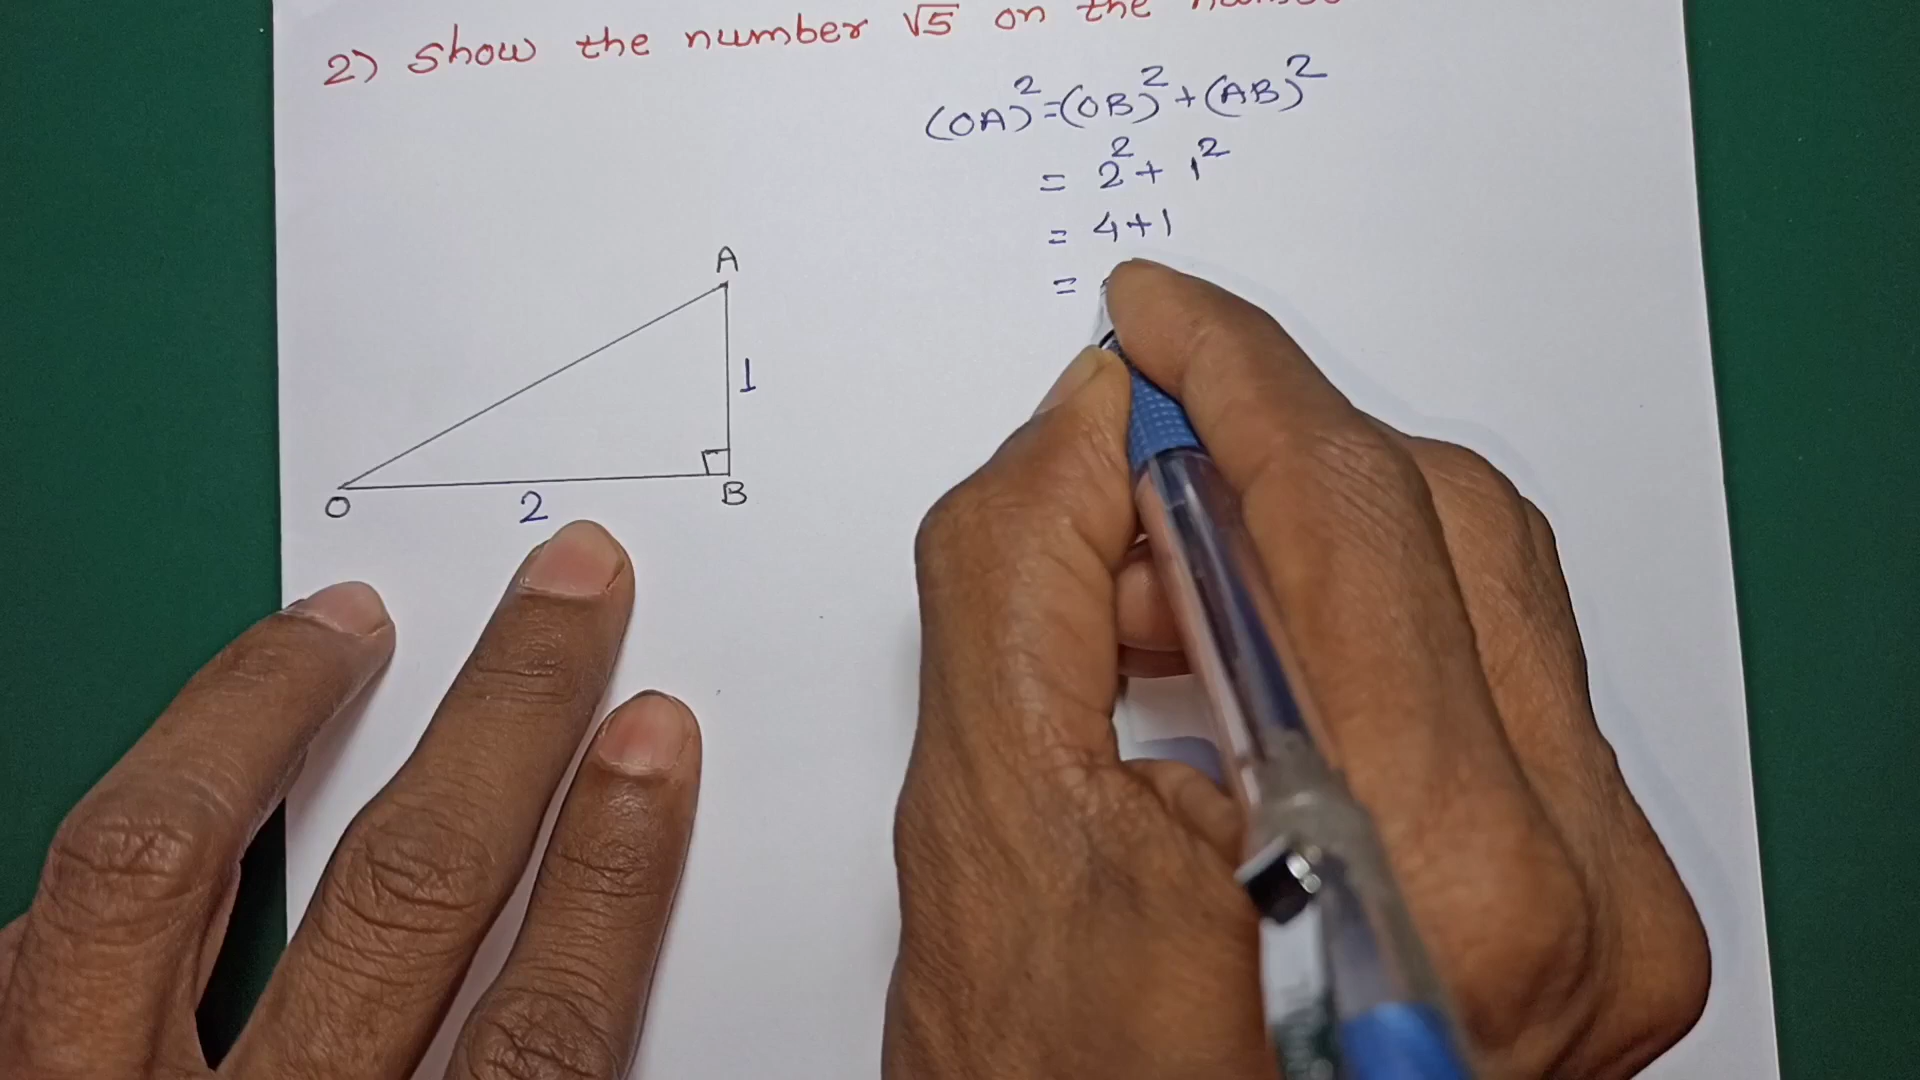 2) Show the number √5 on the
(OA)²=(OB)²+(AB)²
= 2²+ 1²
= 4+1
=
A
1
O
2
B